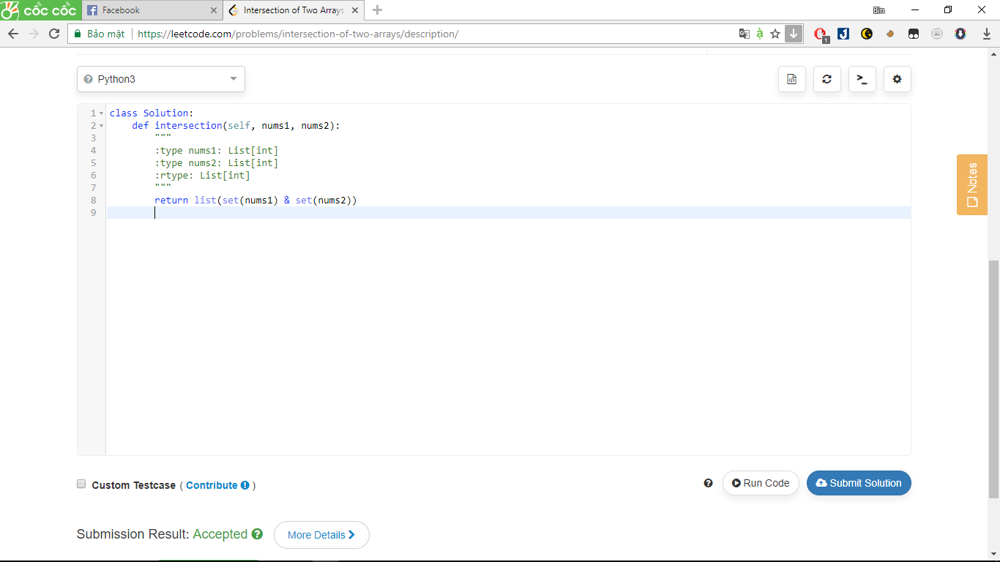 cốc cốc
Facebook
Intersection of Two Arrays
Bin
Bảo mật
https://leetcode.com/problems/intersection-of-two-arrays/description/
à
1
Python3
Notes
1 class Solution:
2 def intersection(self, nums1, nums2):
3 """
4 :type nums1: List[int]
5 :type nums2: List[int]
6 :rtype: List[int]
7 """
8 return list(set(nums1) & set(nums2))
9
Custom Testcase ( Contribute )
Run Code
Submit Solution
Submission Result: Accepted
More Details